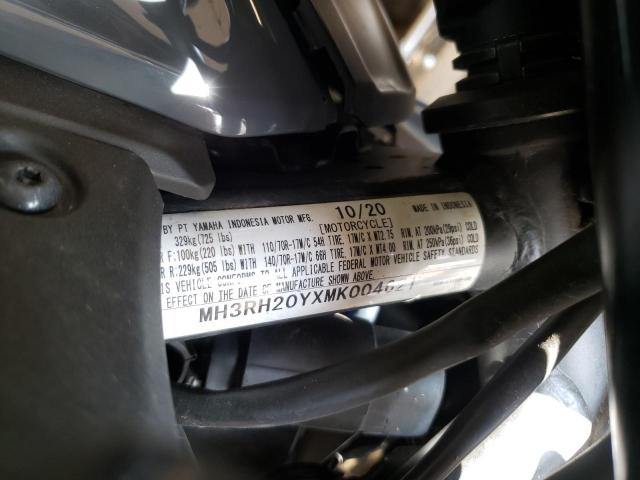 BY PT YAMAHA INDONESIA MOTOR MFG. 10/20 MADE IN INDONESIA
329kg(725 lbs) [MOTORCYCLE]
F:100kg(220 lbs) WITH 110/70R-17M/C 54H TIRE, 17M/C X MT2.75 RIM, AT 200kPa(29psi) COLD
R R:229kg(505 lbs) WITH 140/70R-17M/C 66H TIRE, 17M/C X MT4.00 RIM, AT 250kPa(36psi) COLD
IS VEHICLE CONFORMS TO ALL APPLICABLE FEDERAL MOTOR VEHICLE SAFETY STANDARDS
EFFECT ON THE DATE OF MANUFACTURE SHOWN ABOVE.